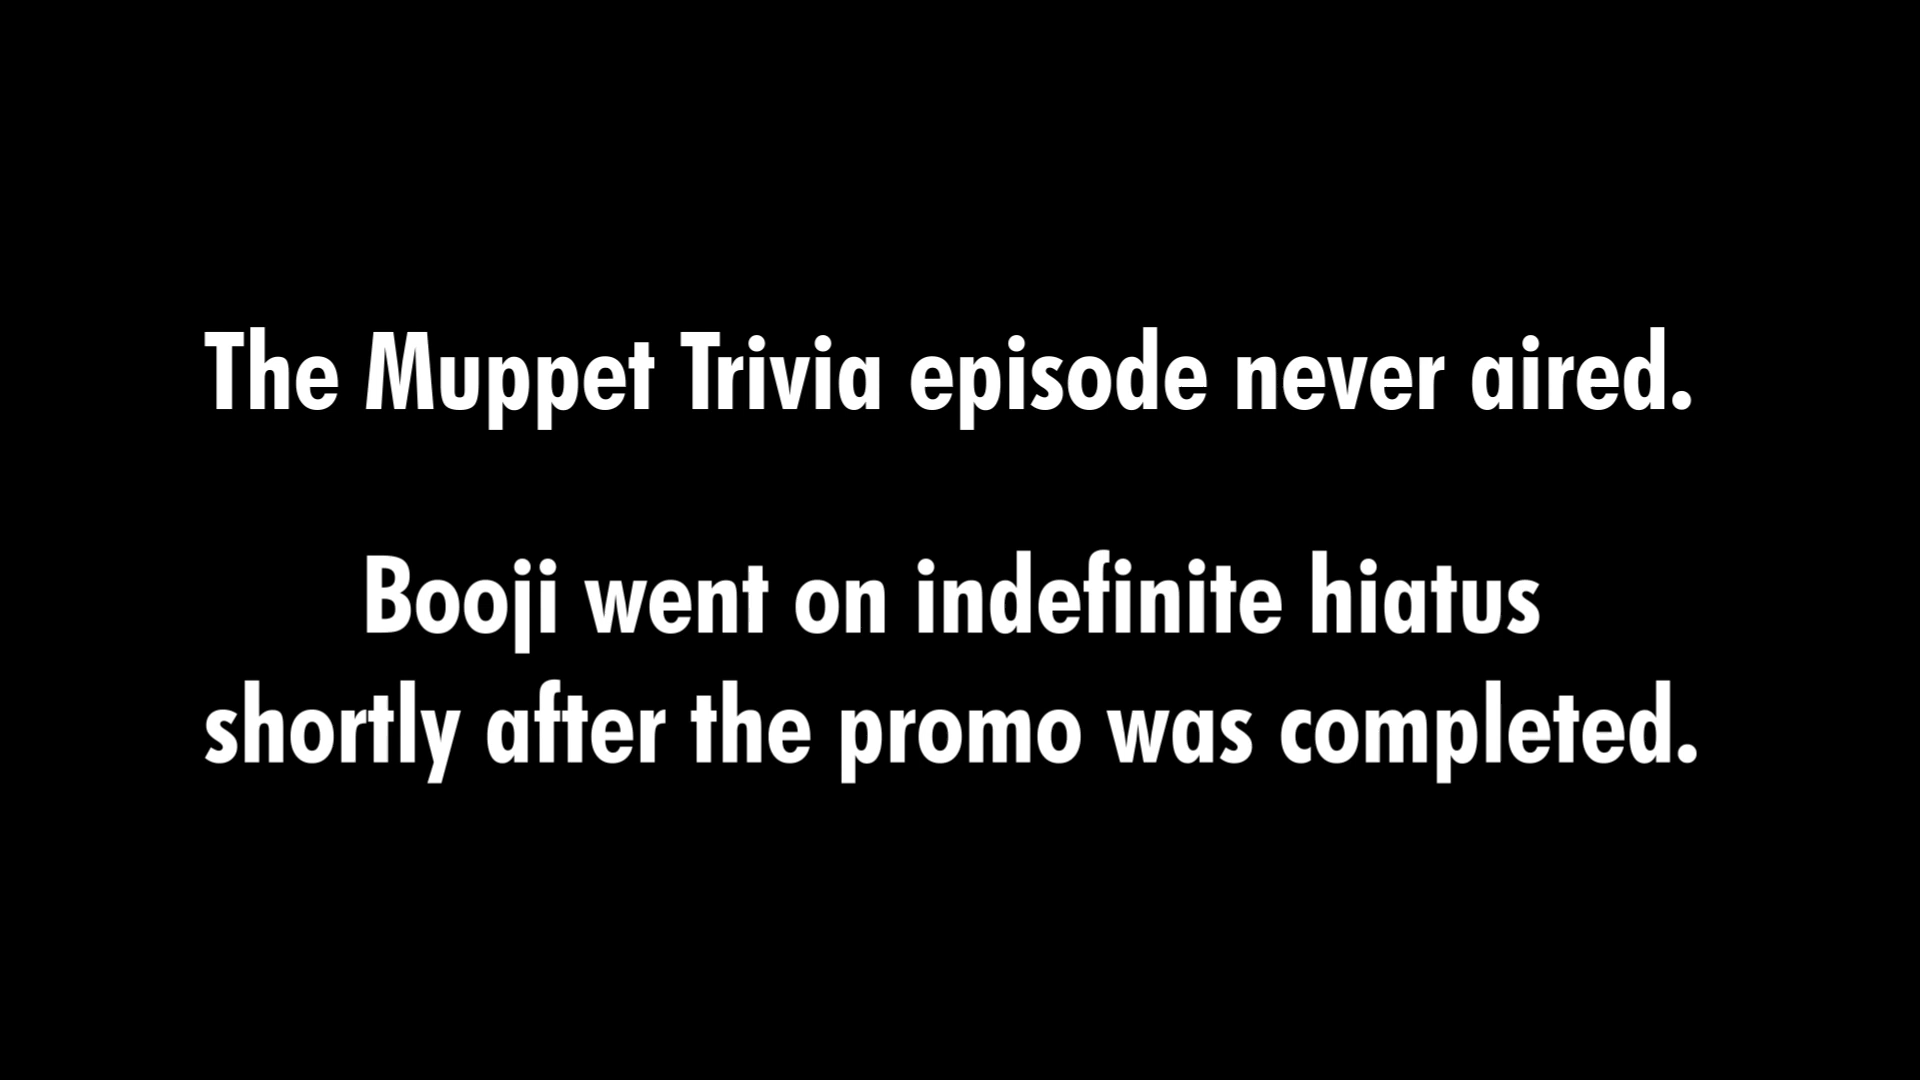 The Muppet Trivia episode never aired.
Booji went on indefinite hiatus
shortly after the promo was completed.